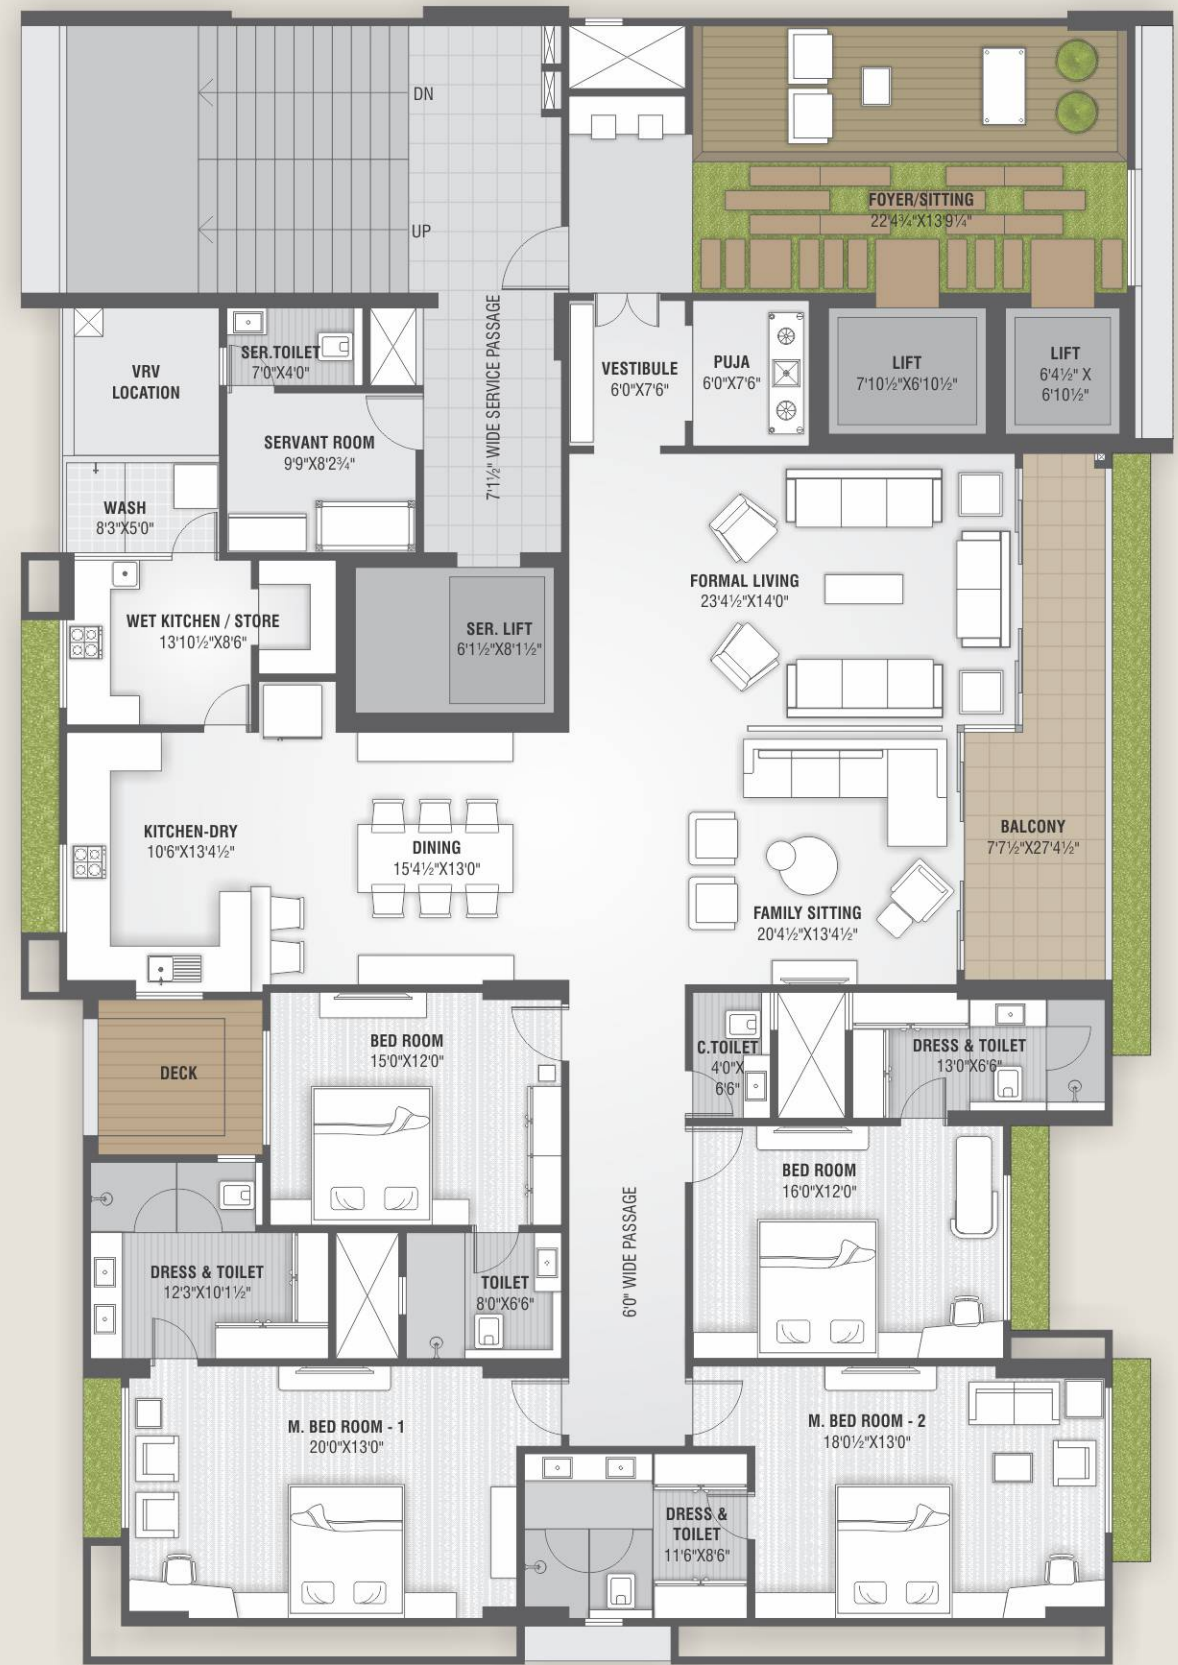 DN
UP
FOYER/SITTING
22'4¾"X13'9¼"
7'1½" WIDE SERVICE PASSAGE
SER.TOILET
7'0"X4'0"
VRV
LOCATION
VESTIBULE
6'0"X7'6"
PUJA
6'0"X7'6"
LIFT
7'10½"X6'10½"
LIFT
6'4½" X
6'10½"
SERVANT ROOM
9'9"X8'2¾"
WASH
8'3"X5'0"
FORMAL LIVING
23'4½"X14'0"
WET KITCHEN / STORE
13'10½"X8'6"
SER. LIFT
6'1½"X8'1½"
KITCHEN-DRY
10'6"X13'4½"
DINING
15'4½"X13'0"
BALCONY
7'7½"X27'4½"
FAMILY SITTING
20'4½"X13'4½"
BED ROOM
15'0"X12'0"
C.TOILET
4'0"X
6'6"
DRESS & TOILET
13'0"X6'6"
DECK
BED ROOM
16'0"X12'0"
6'0" WIDE PASSAGE
DRESS & TOILET
12'3"X10'1½"
TOILET
8'0"X6'6"
M. BED ROOM - 1
20'0"X13'0"
M. BED ROOM - 2
18'0½"X13'0"
DRESS &
TOILET
11'6"X8'6"